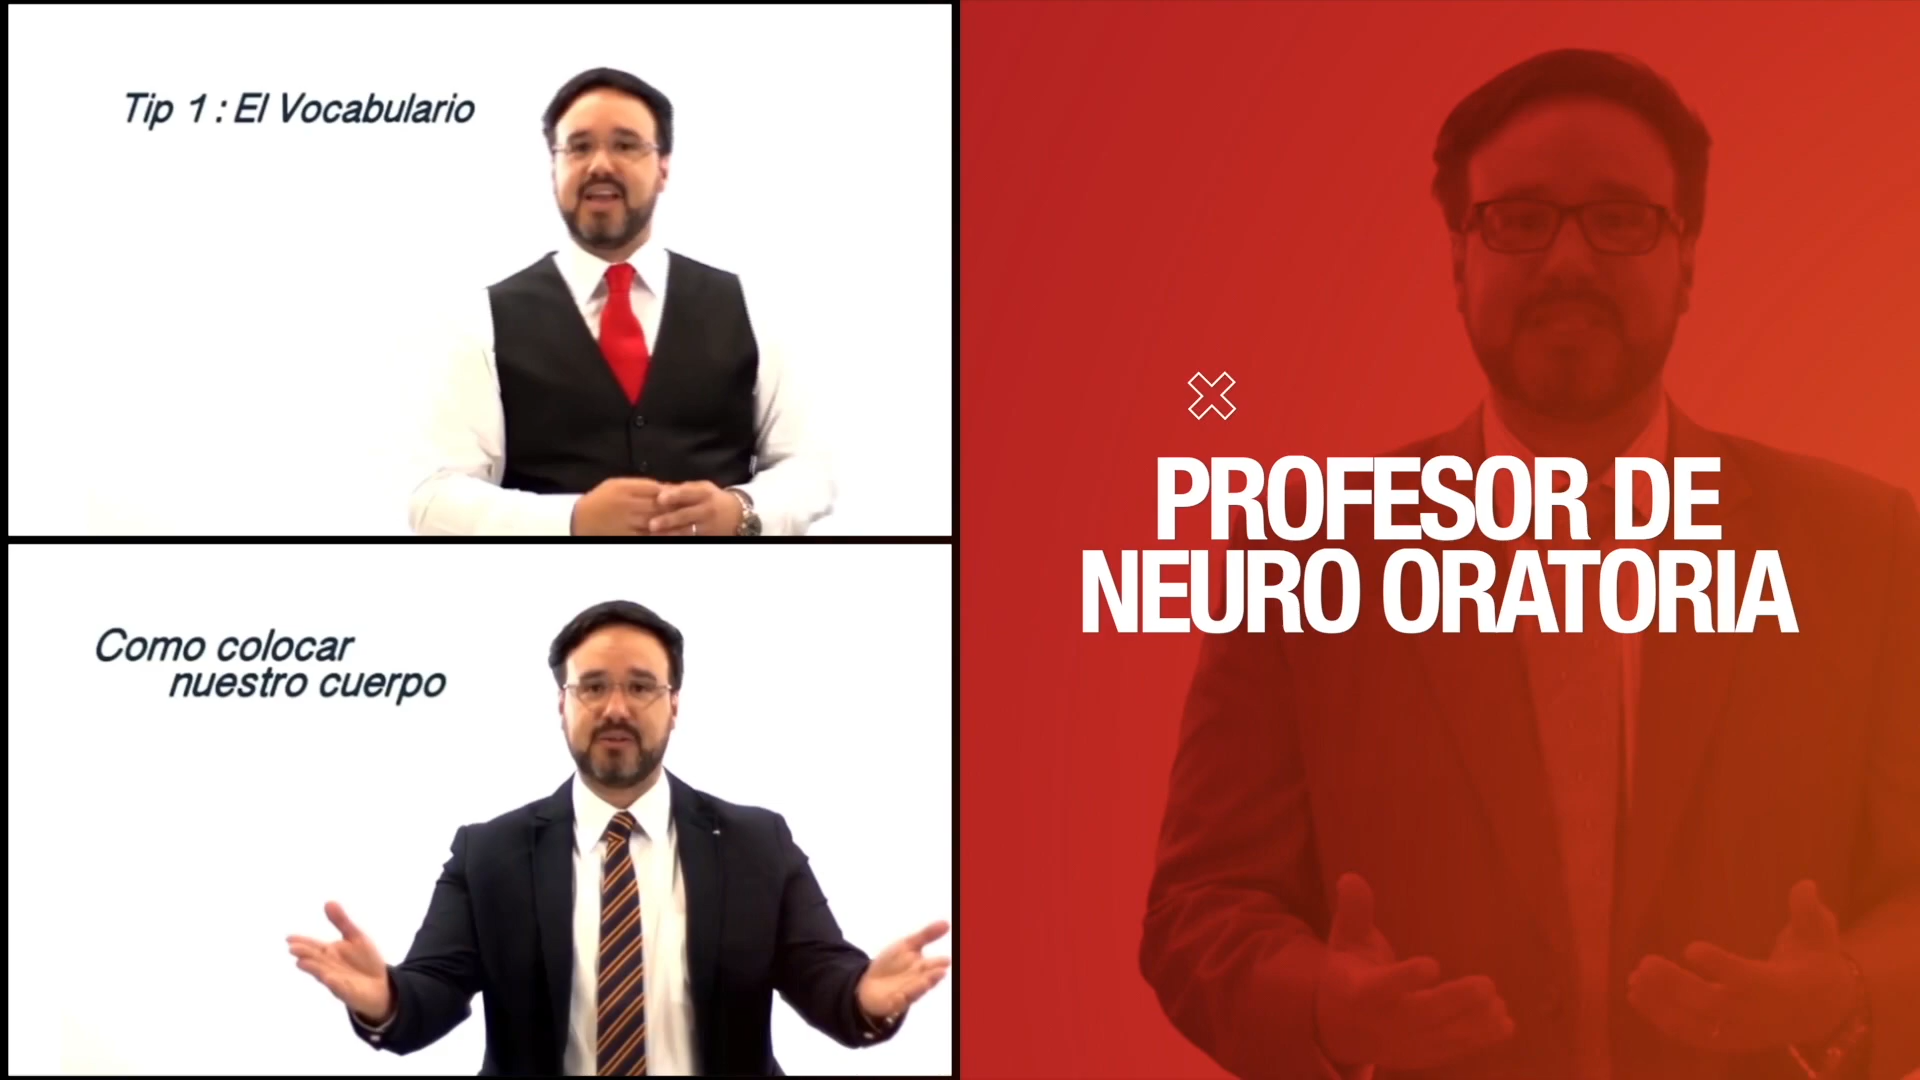 Tip 1 : El Vocabulario
Como colocar
nuestro cuerpo
PROFESOR DE
NEURO ORATORIA